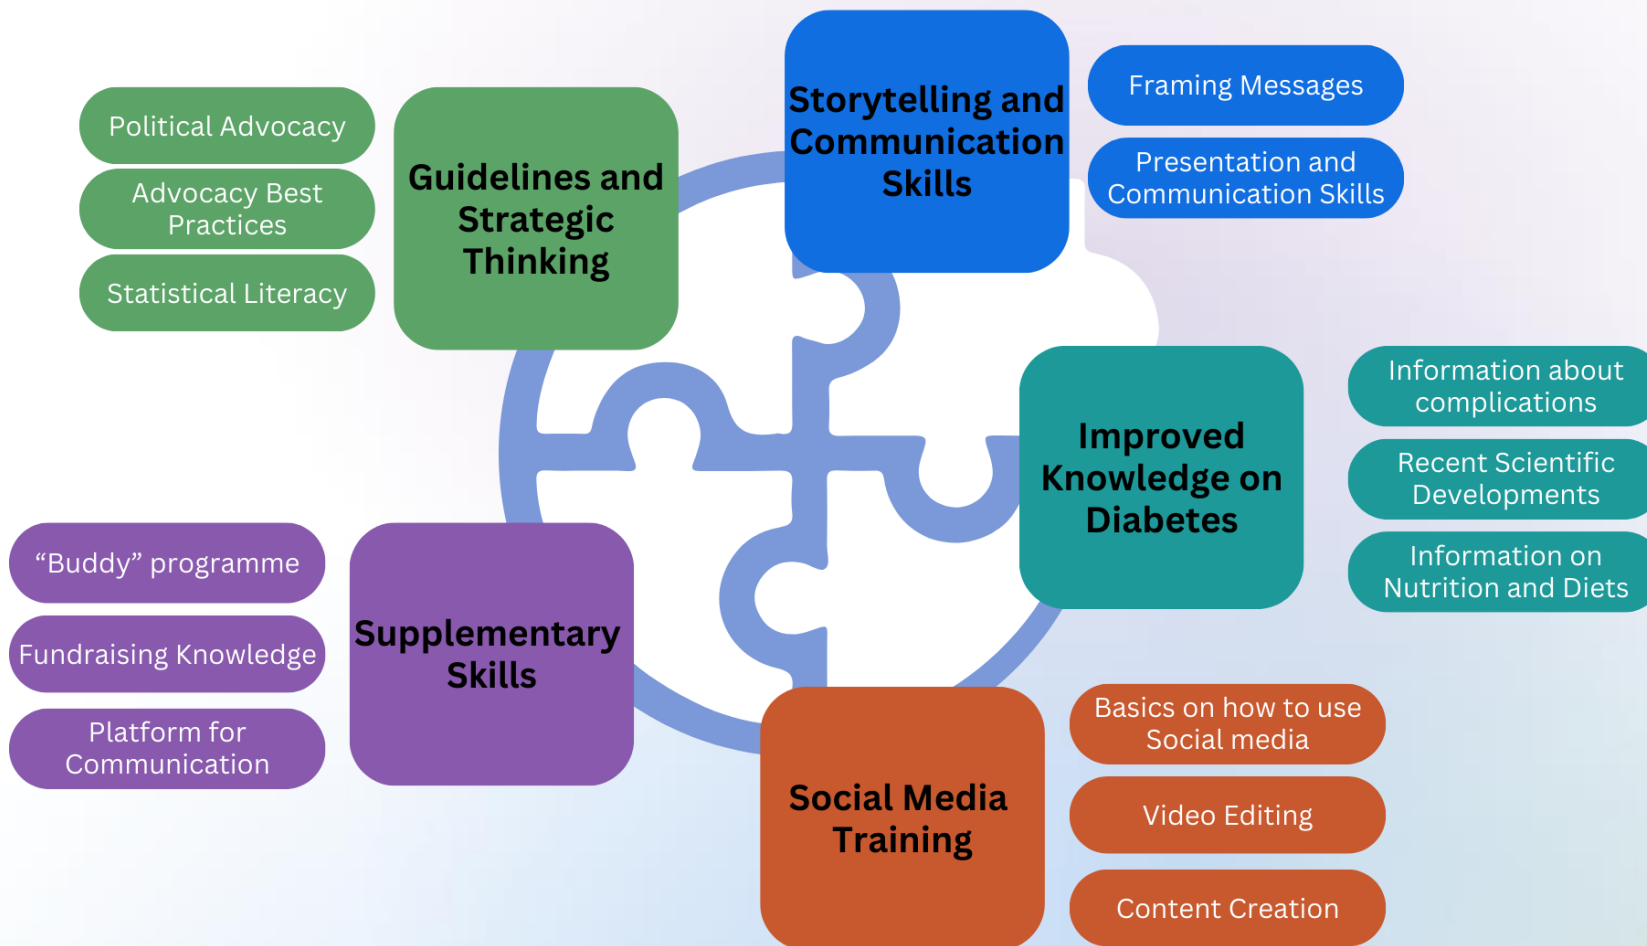 Storytelling and
Communication
Skills
Framing Messages
Presentation and
Communication Skills
Guidelines and
Strategic
Thinking
Political Advocacy
Advocacy Best
Practices
Statistical Literacy
Improved
Knowledge on
Diabetes
Information about
complications
Recent Scientific
Developments
Information on
Nutrition and Diets
Supplementary
Skills
“Buddy” programme
Fundraising Knowledge
Platform for
Communication
Social Media
Training
Basics on how to use
Social media
Video Editing
Content Creation